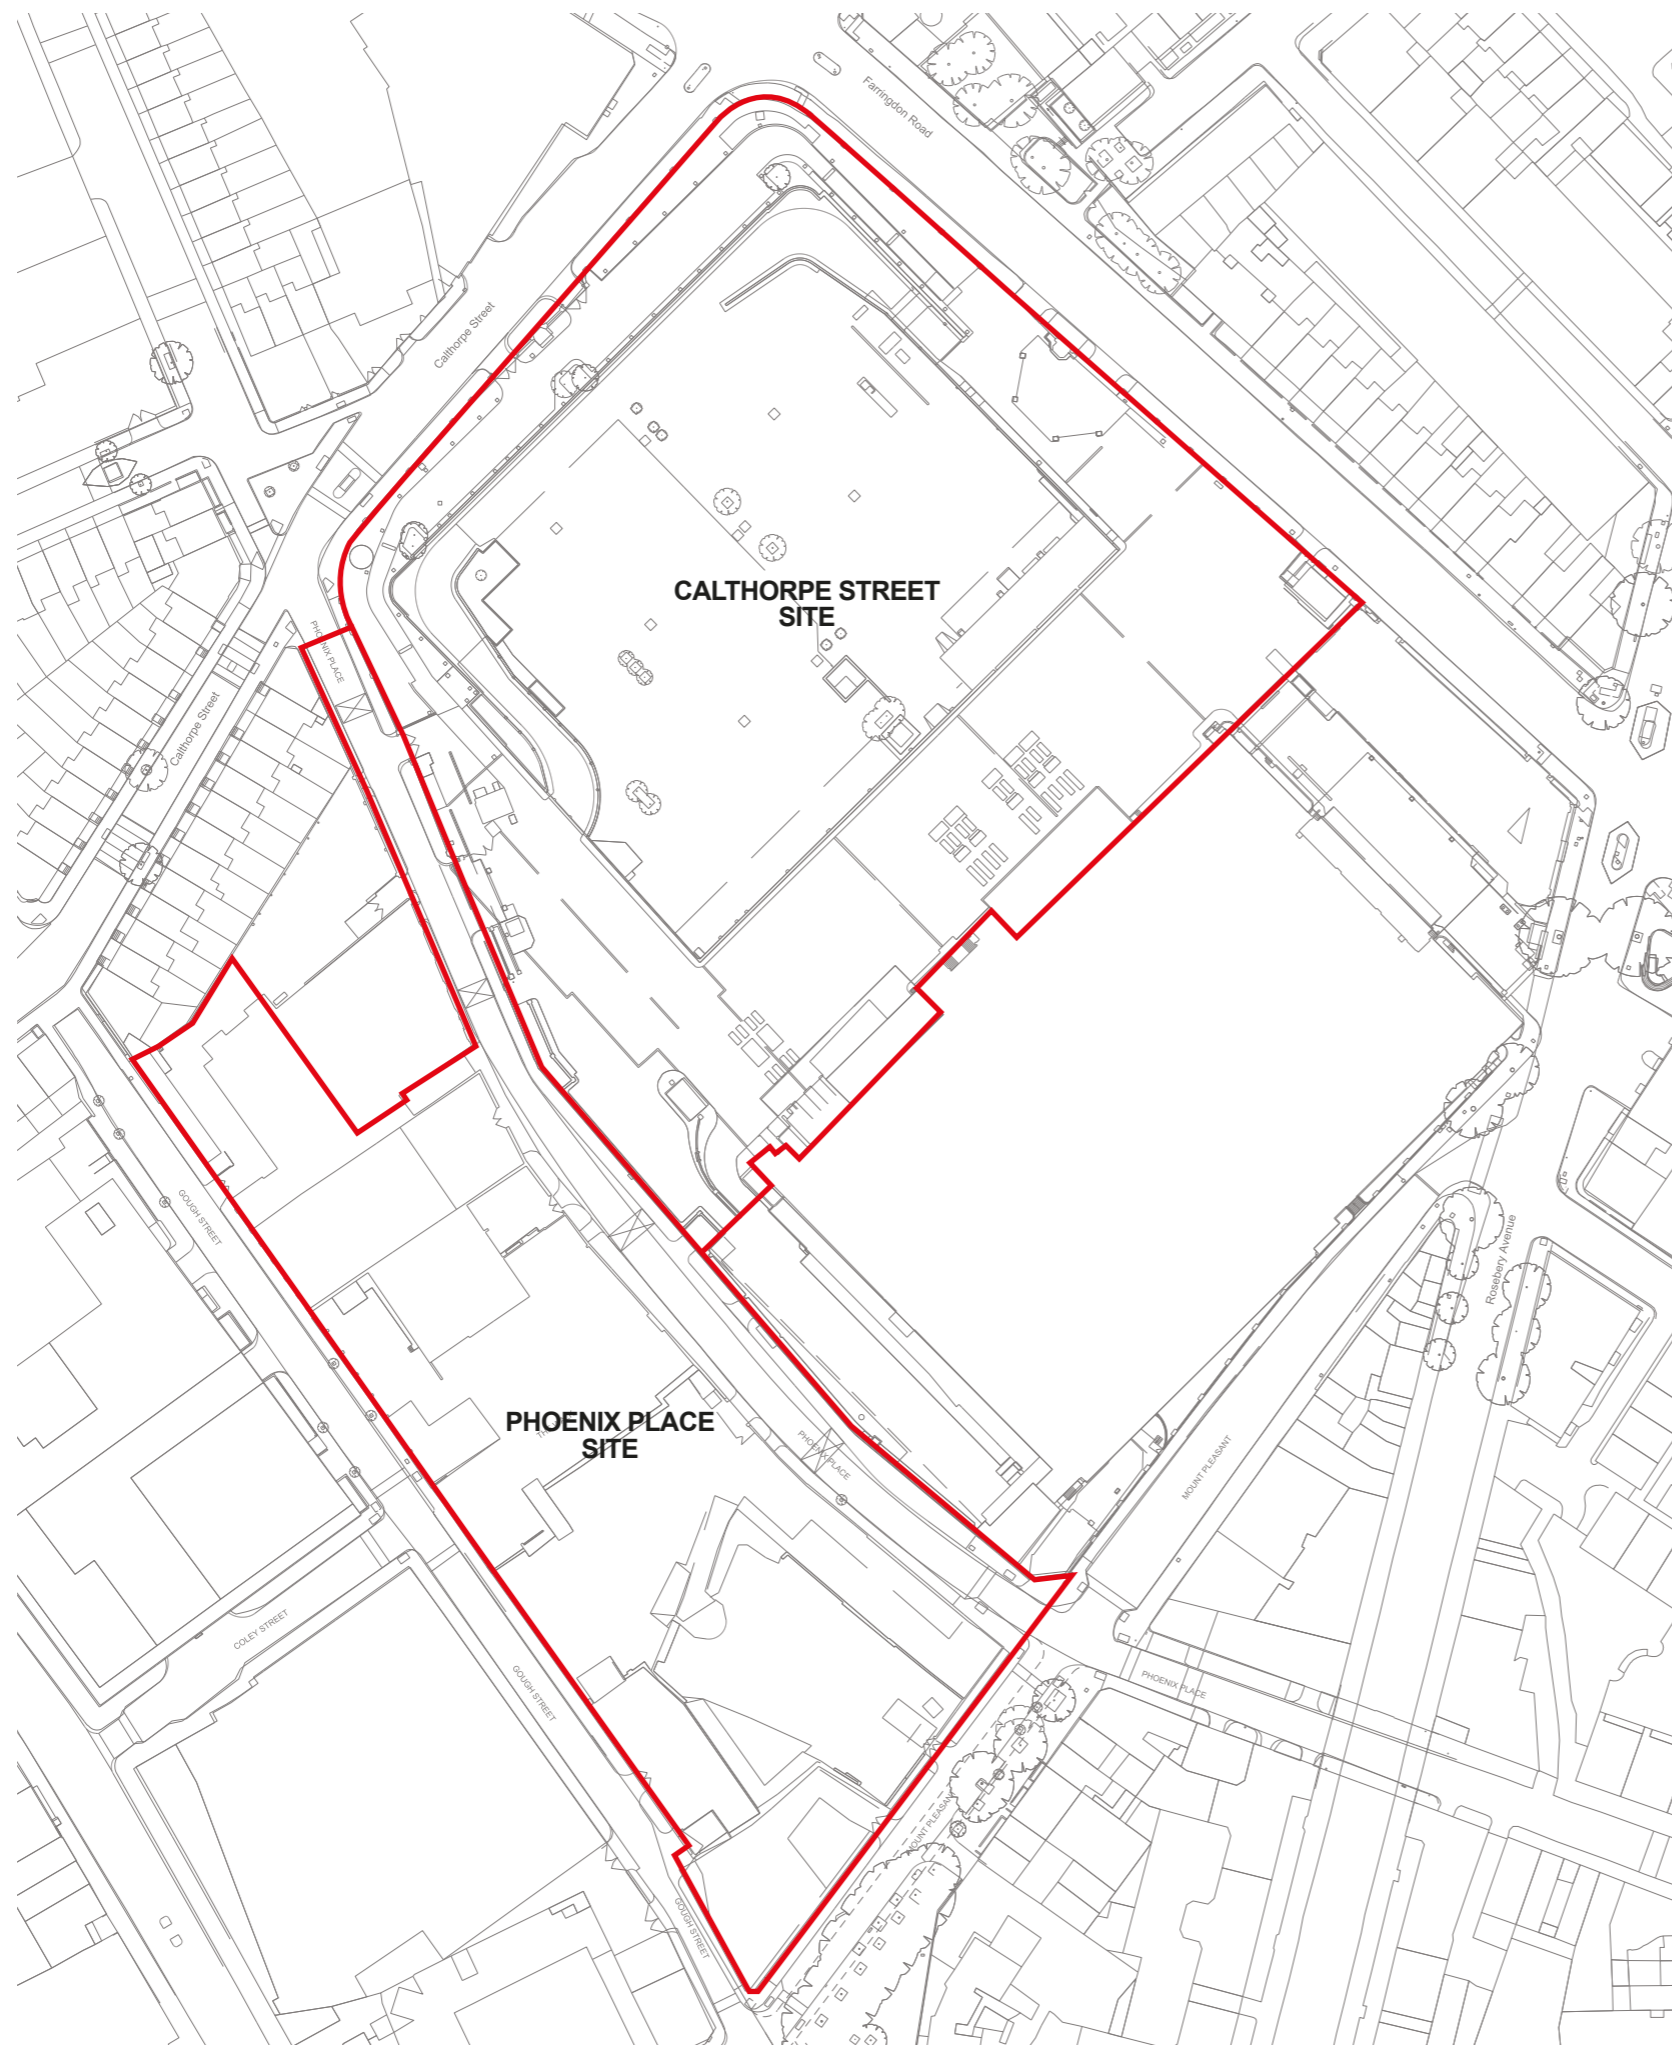 Farringdon Road
Calthorpe Street
CALTHORPE STREET
SITE
PHOENIX PLACE
Calthorpe Street
GOUGH STREET
Rosebery Avenue
PHOENIX PLACE
SITE
PHOENIX PLACE
MOUNT PLEASANT
COLEY STREET
GOUGH STREET
PHOENIX PLACE
MOUNT PLEASANT
GOUGH STREET